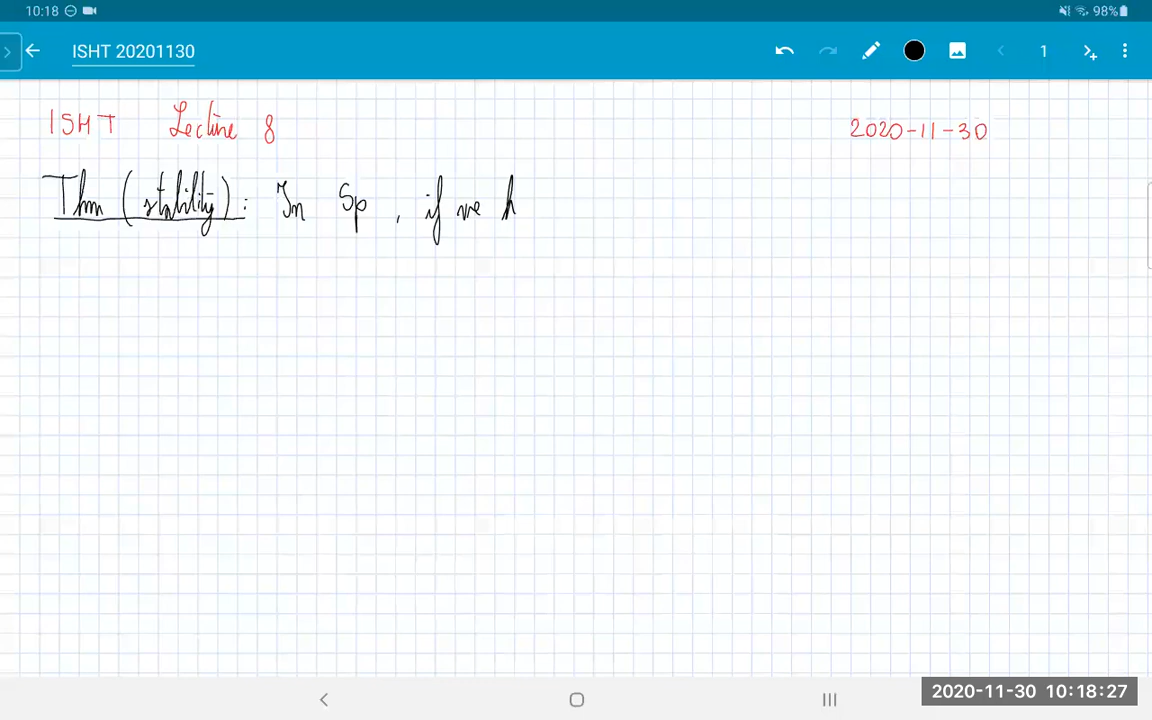 10:18 98%
ISHT 20201130 1
ISHT Lecture 8 2020-11-30
Thm (stability): In Sp, if we h
2020-11-30 10:18:27